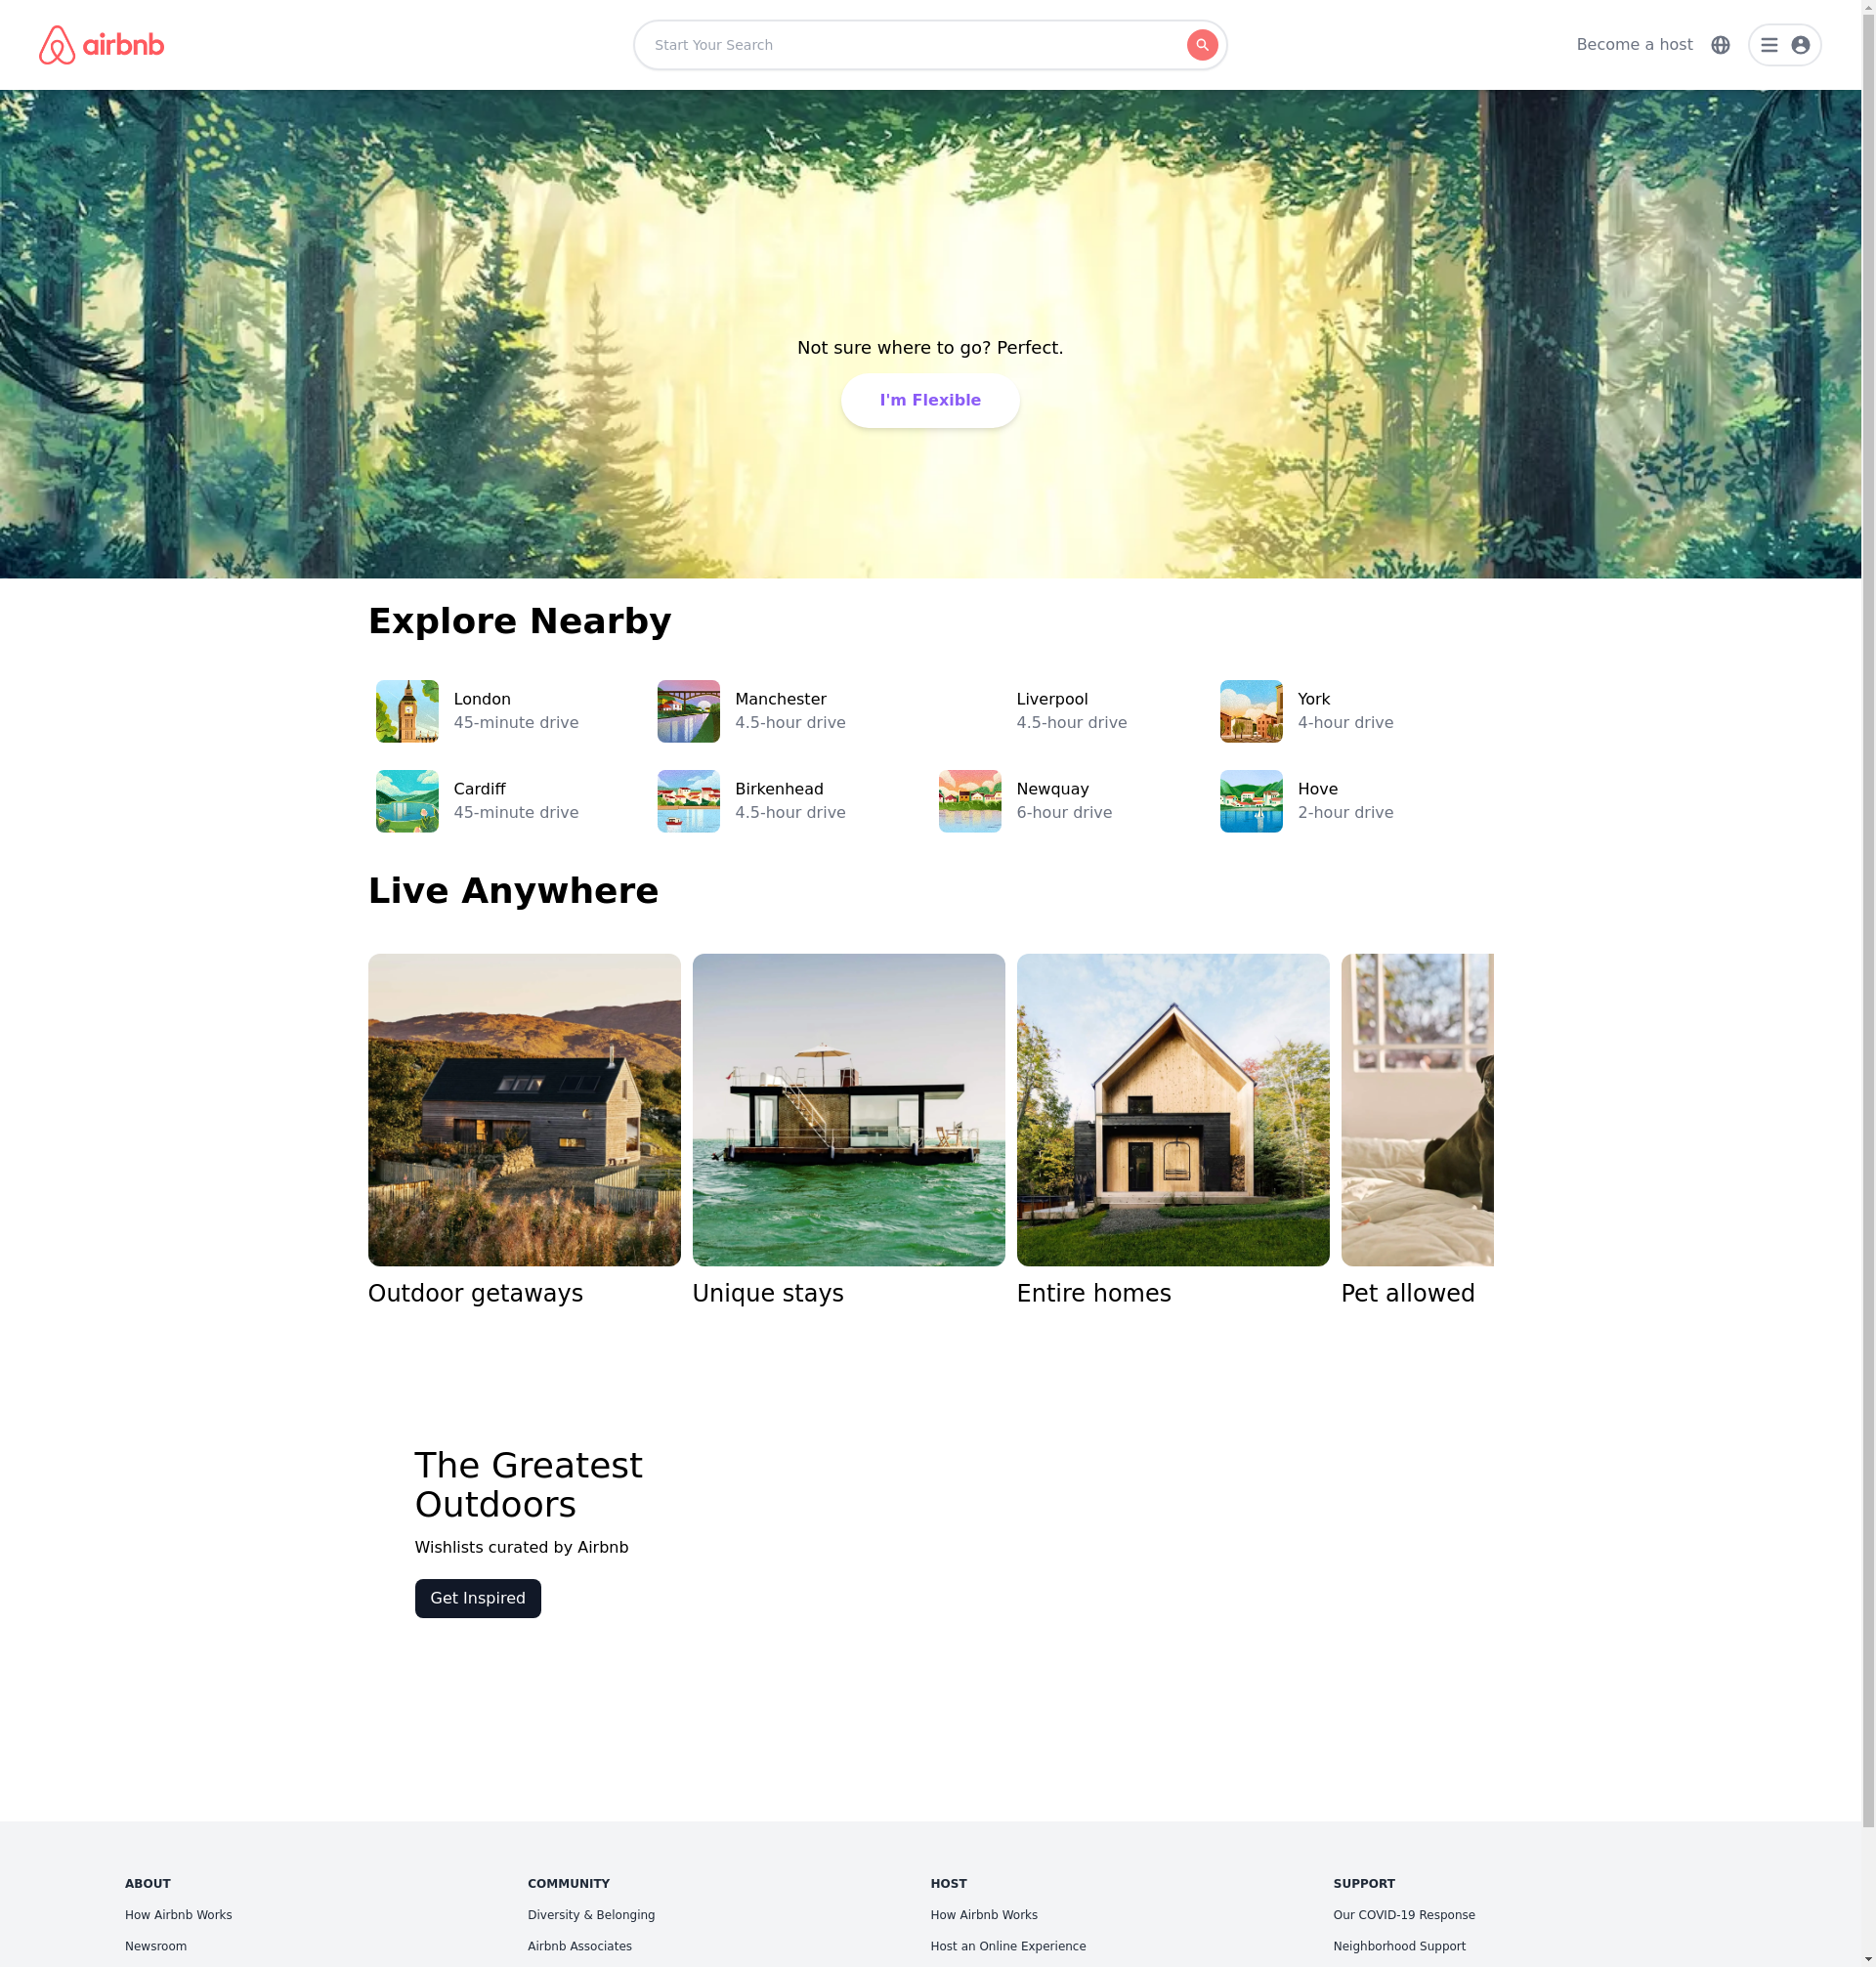 airbnb
Start Your Search
Become a host
Not sure where to go? Perfect.
I'm Flexible
Explore Nearby
London
45-minute drive
Manchester
4.5-hour drive
Liverpool
4.5-hour drive
York
4-hour drive
Cardiff
45-minute drive
Birkenhead
4.5-hour drive
Newquay
6-hour drive
Hove
2-hour drive
Live Anywhere
Outdoor getaways
Unique stays
Entire homes
Pet allowed
The Greatest
Outdoors
Wishlists curated by Airbnb
Get Inspired
ABOUT
How Airbnb Works
Newsroom
COMMUNITY
Diversity & Belonging
Airbnb Associates
HOST
How Airbnb Works
Host an Online Experience
SUPPORT
Our COVID-19 Response
Neighborhood Support